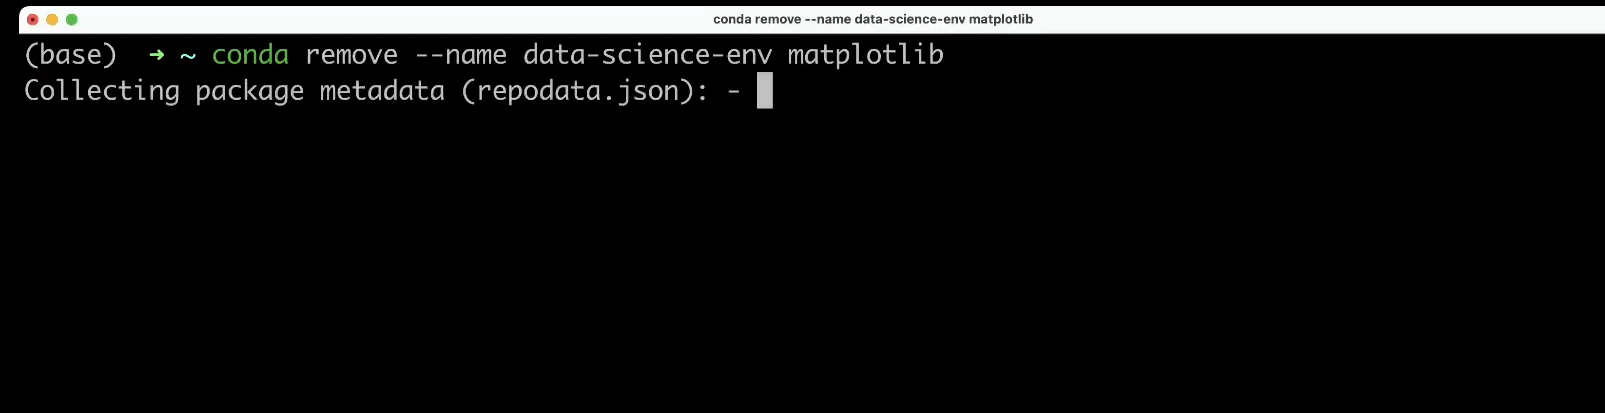 conda remove --name data-science-env matplotlib
(base) ➜ ~ conda remove --name data-science-env matplotlib
Collecting package metadata (repodata.json): -